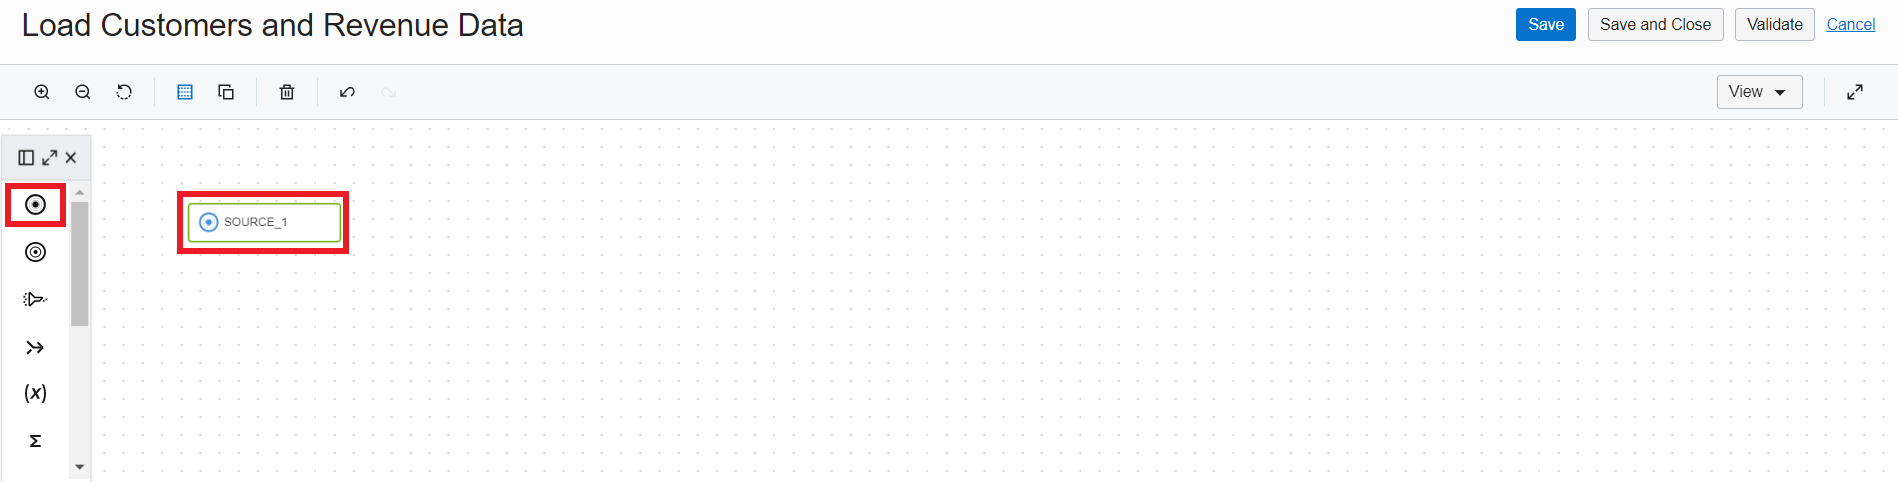 Load Customers and Revenue Data
Save
Save and Close
Validate
Cancel
View
SOURCE_1
(x)
Σ